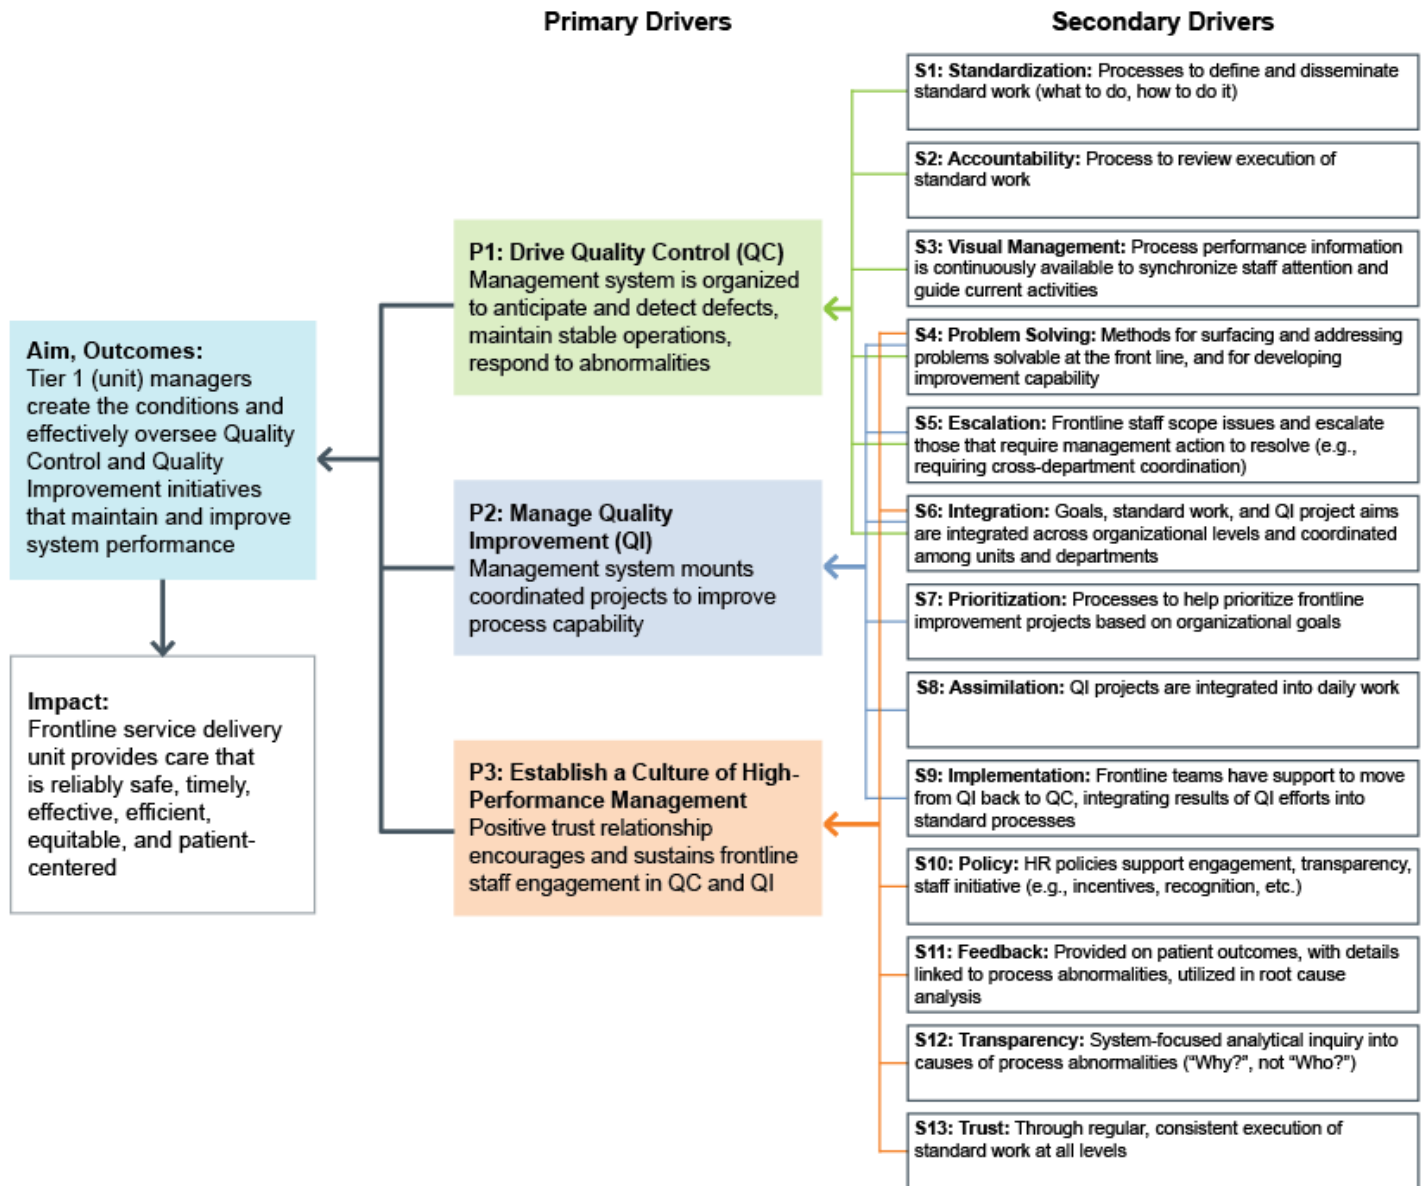 Primary Drivers
Secondary Drivers
Aim, Outcomes:
Tier 1 (unit) managers
create the conditions and
effectively oversee Quality
Control and Quality
Improvement initiatives
that maintain and improve
system performance
Impact:
Frontline service delivery
unit provides care that
is reliably safe, timely,
effective, efficient,
equitable, and patient-
centered
P1: Drive Quality Control (QC)
Management system is organized
to anticipate and detect defects,
maintain stable operations,
respond to abnormalities
P2: Manage Quality
Improvement (QI)
Management system mounts
coordinated projects to improve
process capability
P3: Establish a Culture of High-
Performance Management
Positive trust relationship
encourages and sustains frontline
staff engagement in QC and QI
S1: Standardization: Processes to define and disseminate
standard work (what to do, how to do it)
S2: Accountability: Process to review execution of
standard work
S3: Visual Management: Process performance information
is continuously available to synchronize staff attention and
guide current activities
S4: Problem Solving: Methods for surfacing and addressing
problems solvable at the front line, and for developing
improvement capability
S5: Escalation: Frontline staff scope issues and escalate
those that require management action to resolve (e.g.,
requiring cross-department coordination)
S6: Integration: Goals, standard work, and QI project aims
are integrated across organizational levels and coordinated
among units and departments
S7: Prioritization: Processes to help prioritize frontline
improvement projects based on organizational goals
S8: Assimilation: QI projects are integrated into daily work
S9: Implementation: Frontline teams have support to move
from QI back to QC, integrating results of QI efforts into
standard processes
S10: Policy: HR policies support engagement, transparency,
staff initiative (e.g., incentives, recognition, etc.)
S11: Feedback: Provided on patient outcomes, with details
linked to process abnormalities, utilized in root cause
analysis
S12: Transparency: System-focused analytical inquiry into
causes of process abnormalities (“Why?”, not “Who?”)
S13: Trust: Through regular, consistent execution of
standard work at all levels